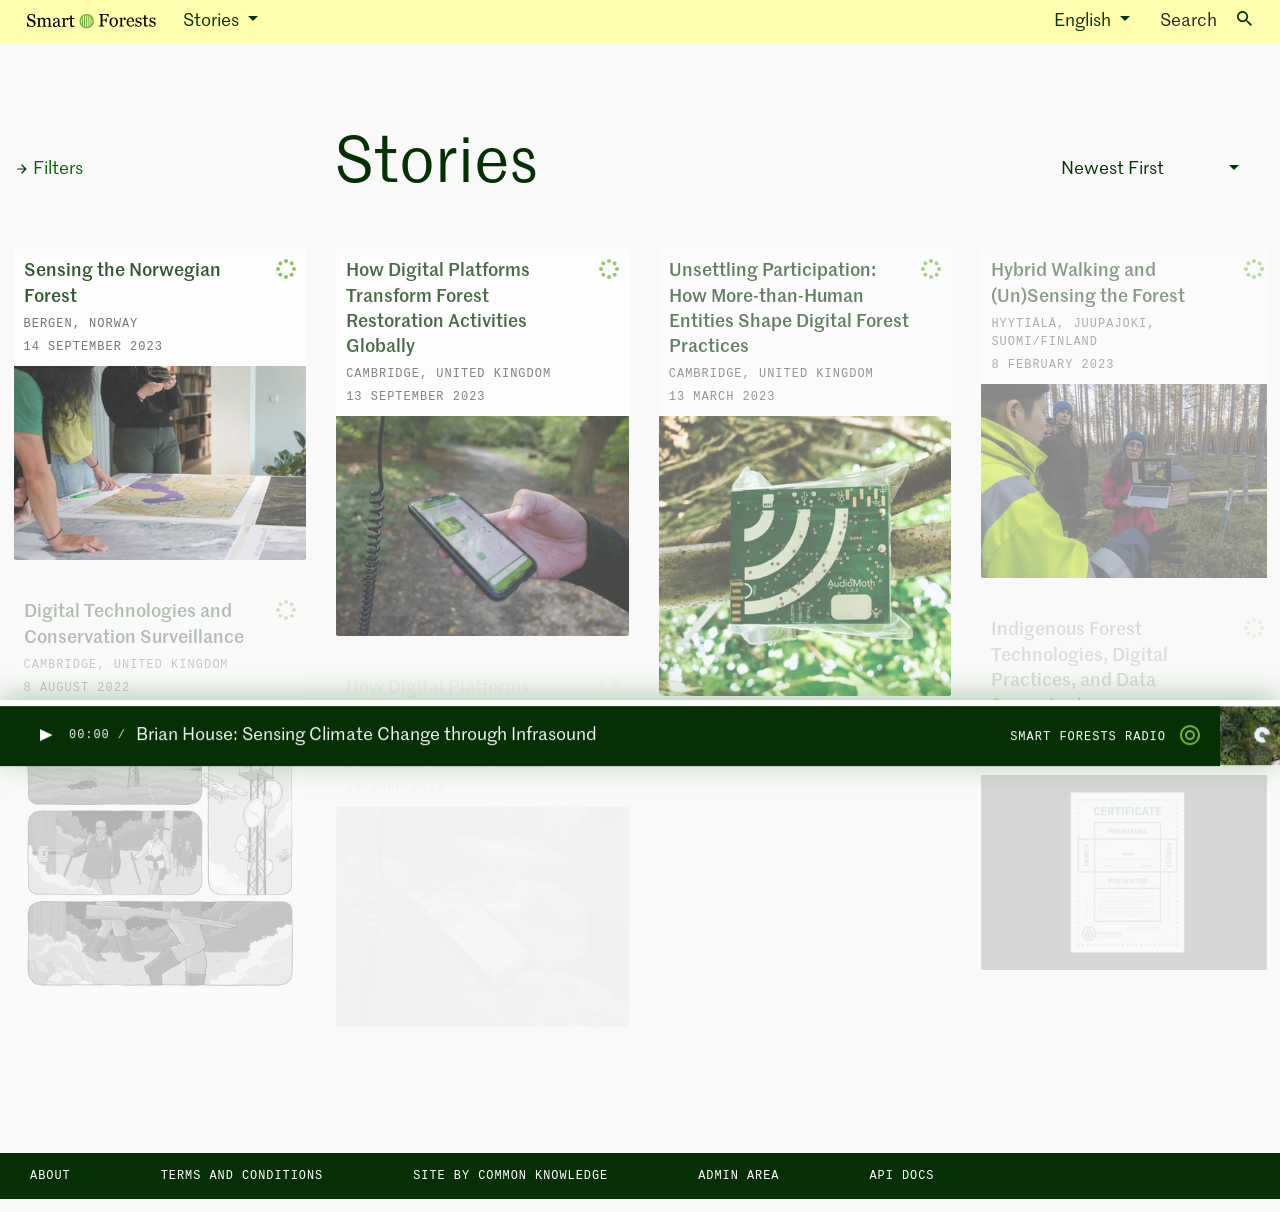 Smart Forests
Stories
English
Search
Filters
Stories
Newest First
Sensing the Norwegian
Forest
BERGEN, NORWAY
14 SEPTEMBER 2023
How Digital Platforms
Transform Forest
Restoration Activities
Globally
CAMBRIDGE, UNITED KINGDOM
13 SEPTEMBER 2023
Unsettling Participation:
How More-than-Human
Entities Shape Digital Forest
Practices
CAMBRIDGE, UNITED KINGDOM
13 MARCH 2023
AudioMoth
Hybrid Walking and
(Un)Sensing the Forest
HYYTIÄLÄ, JUUPAJOKI,
SUOMI/FINLAND
8 FEBRUARY 2023
Digital Technologies and
Conservation Surveillance
CAMBRIDGE, UNITED KINGDOM
8 AUGUST 2022
How Digital Platforms
Indigenous Forest
Technologies, Digital
Practices, and Data
00:00 / Brian House: Sensing Climate Change through Infrasound
SMART FORESTS RADIO
CERTIFICATE
PERHUTANA
FAMILY
FOREST
PRESENTED
ABOUT
TERMS AND CONDITIONS
SITE BY COMMON KNOWLEDGE
ADMIN AREA
API DOCS